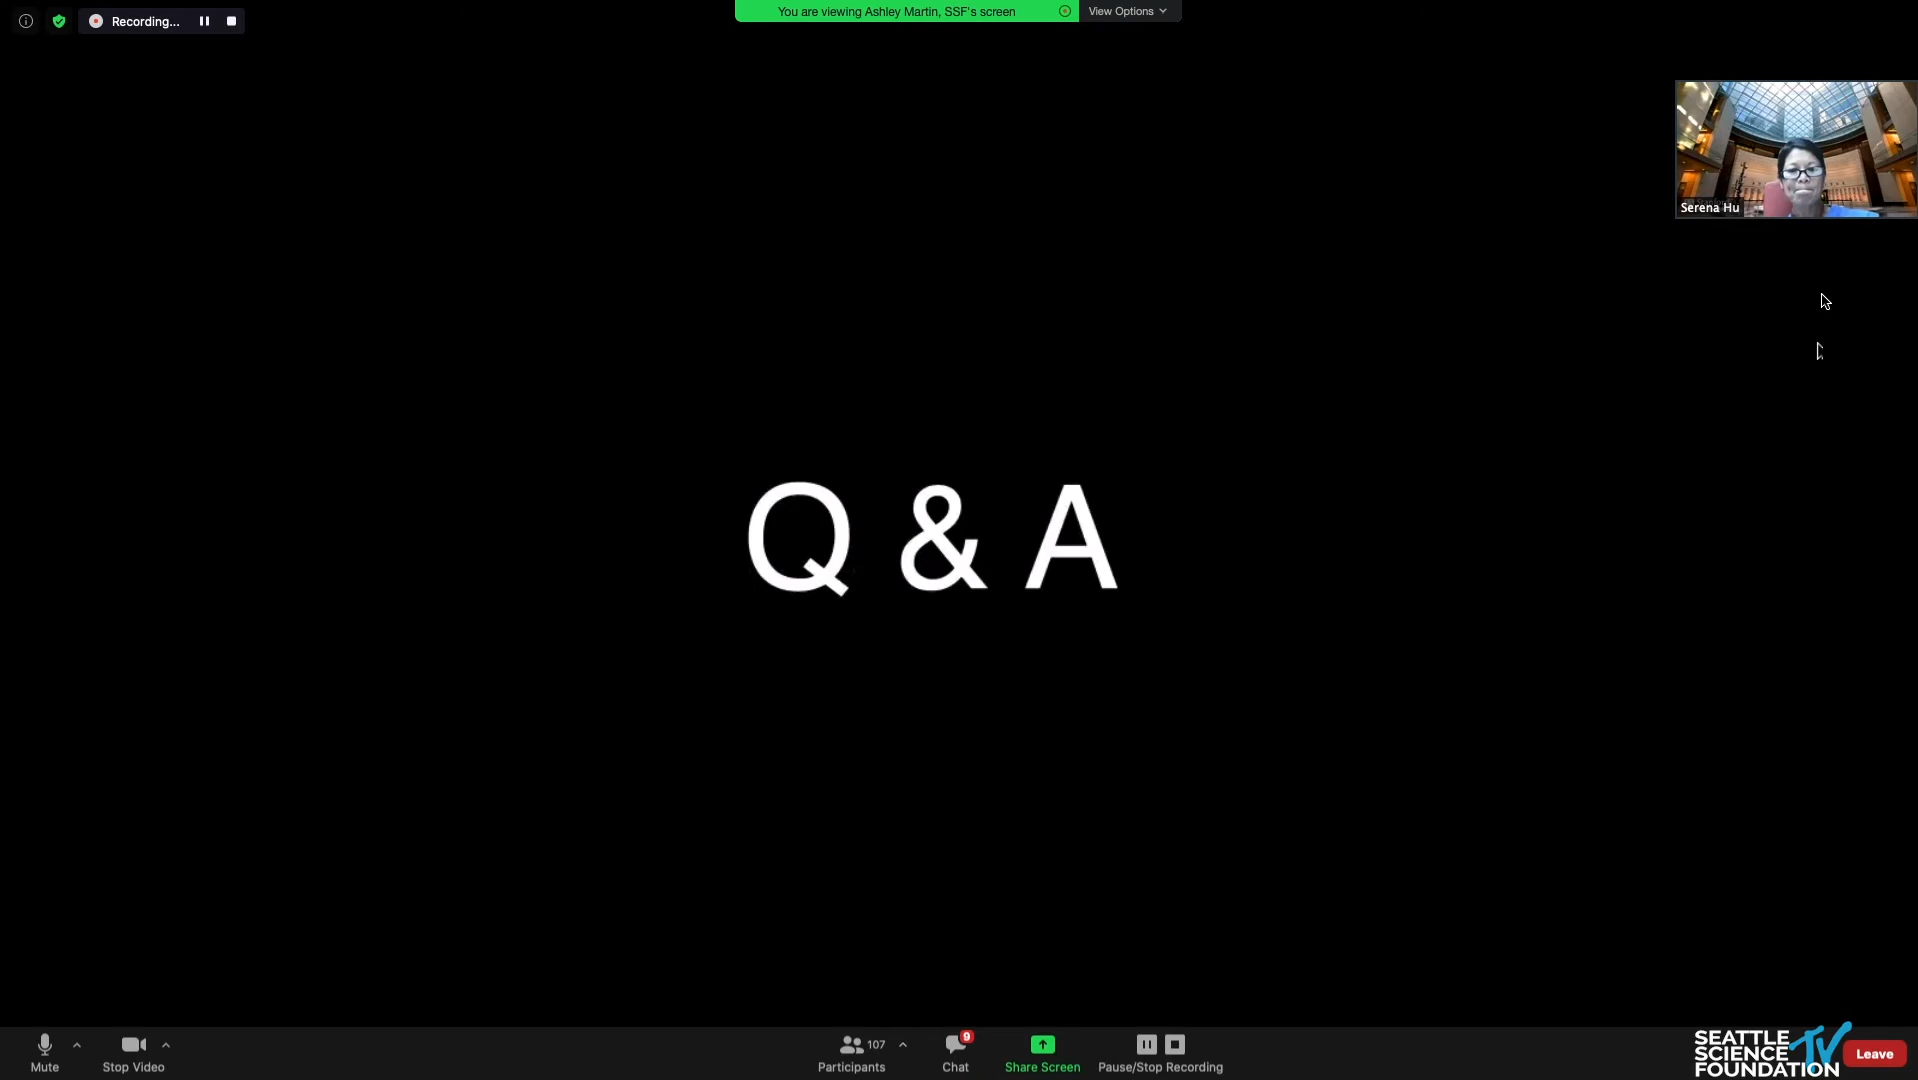 Recording...
You are viewing Ashley Martin, SSF's screen
View Options
Serena Hu
Q & A
Mute
Stop Video
Participants
107
Chat
9
Share Screen
Pause/Stop Recording
SEATTLE
SCIENCE
FOUNDATION
TV
Leave